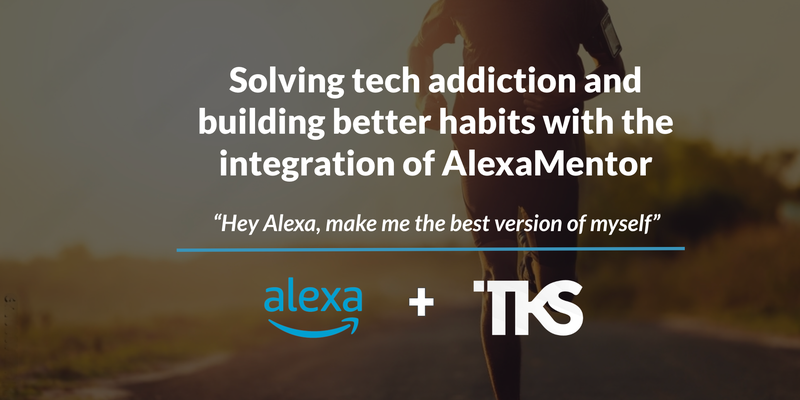 Solving tech addiction and
building better habits with the
integration of AlexaMentor
“Hey Alexa, make me the best version of myself”
alexa + TKS